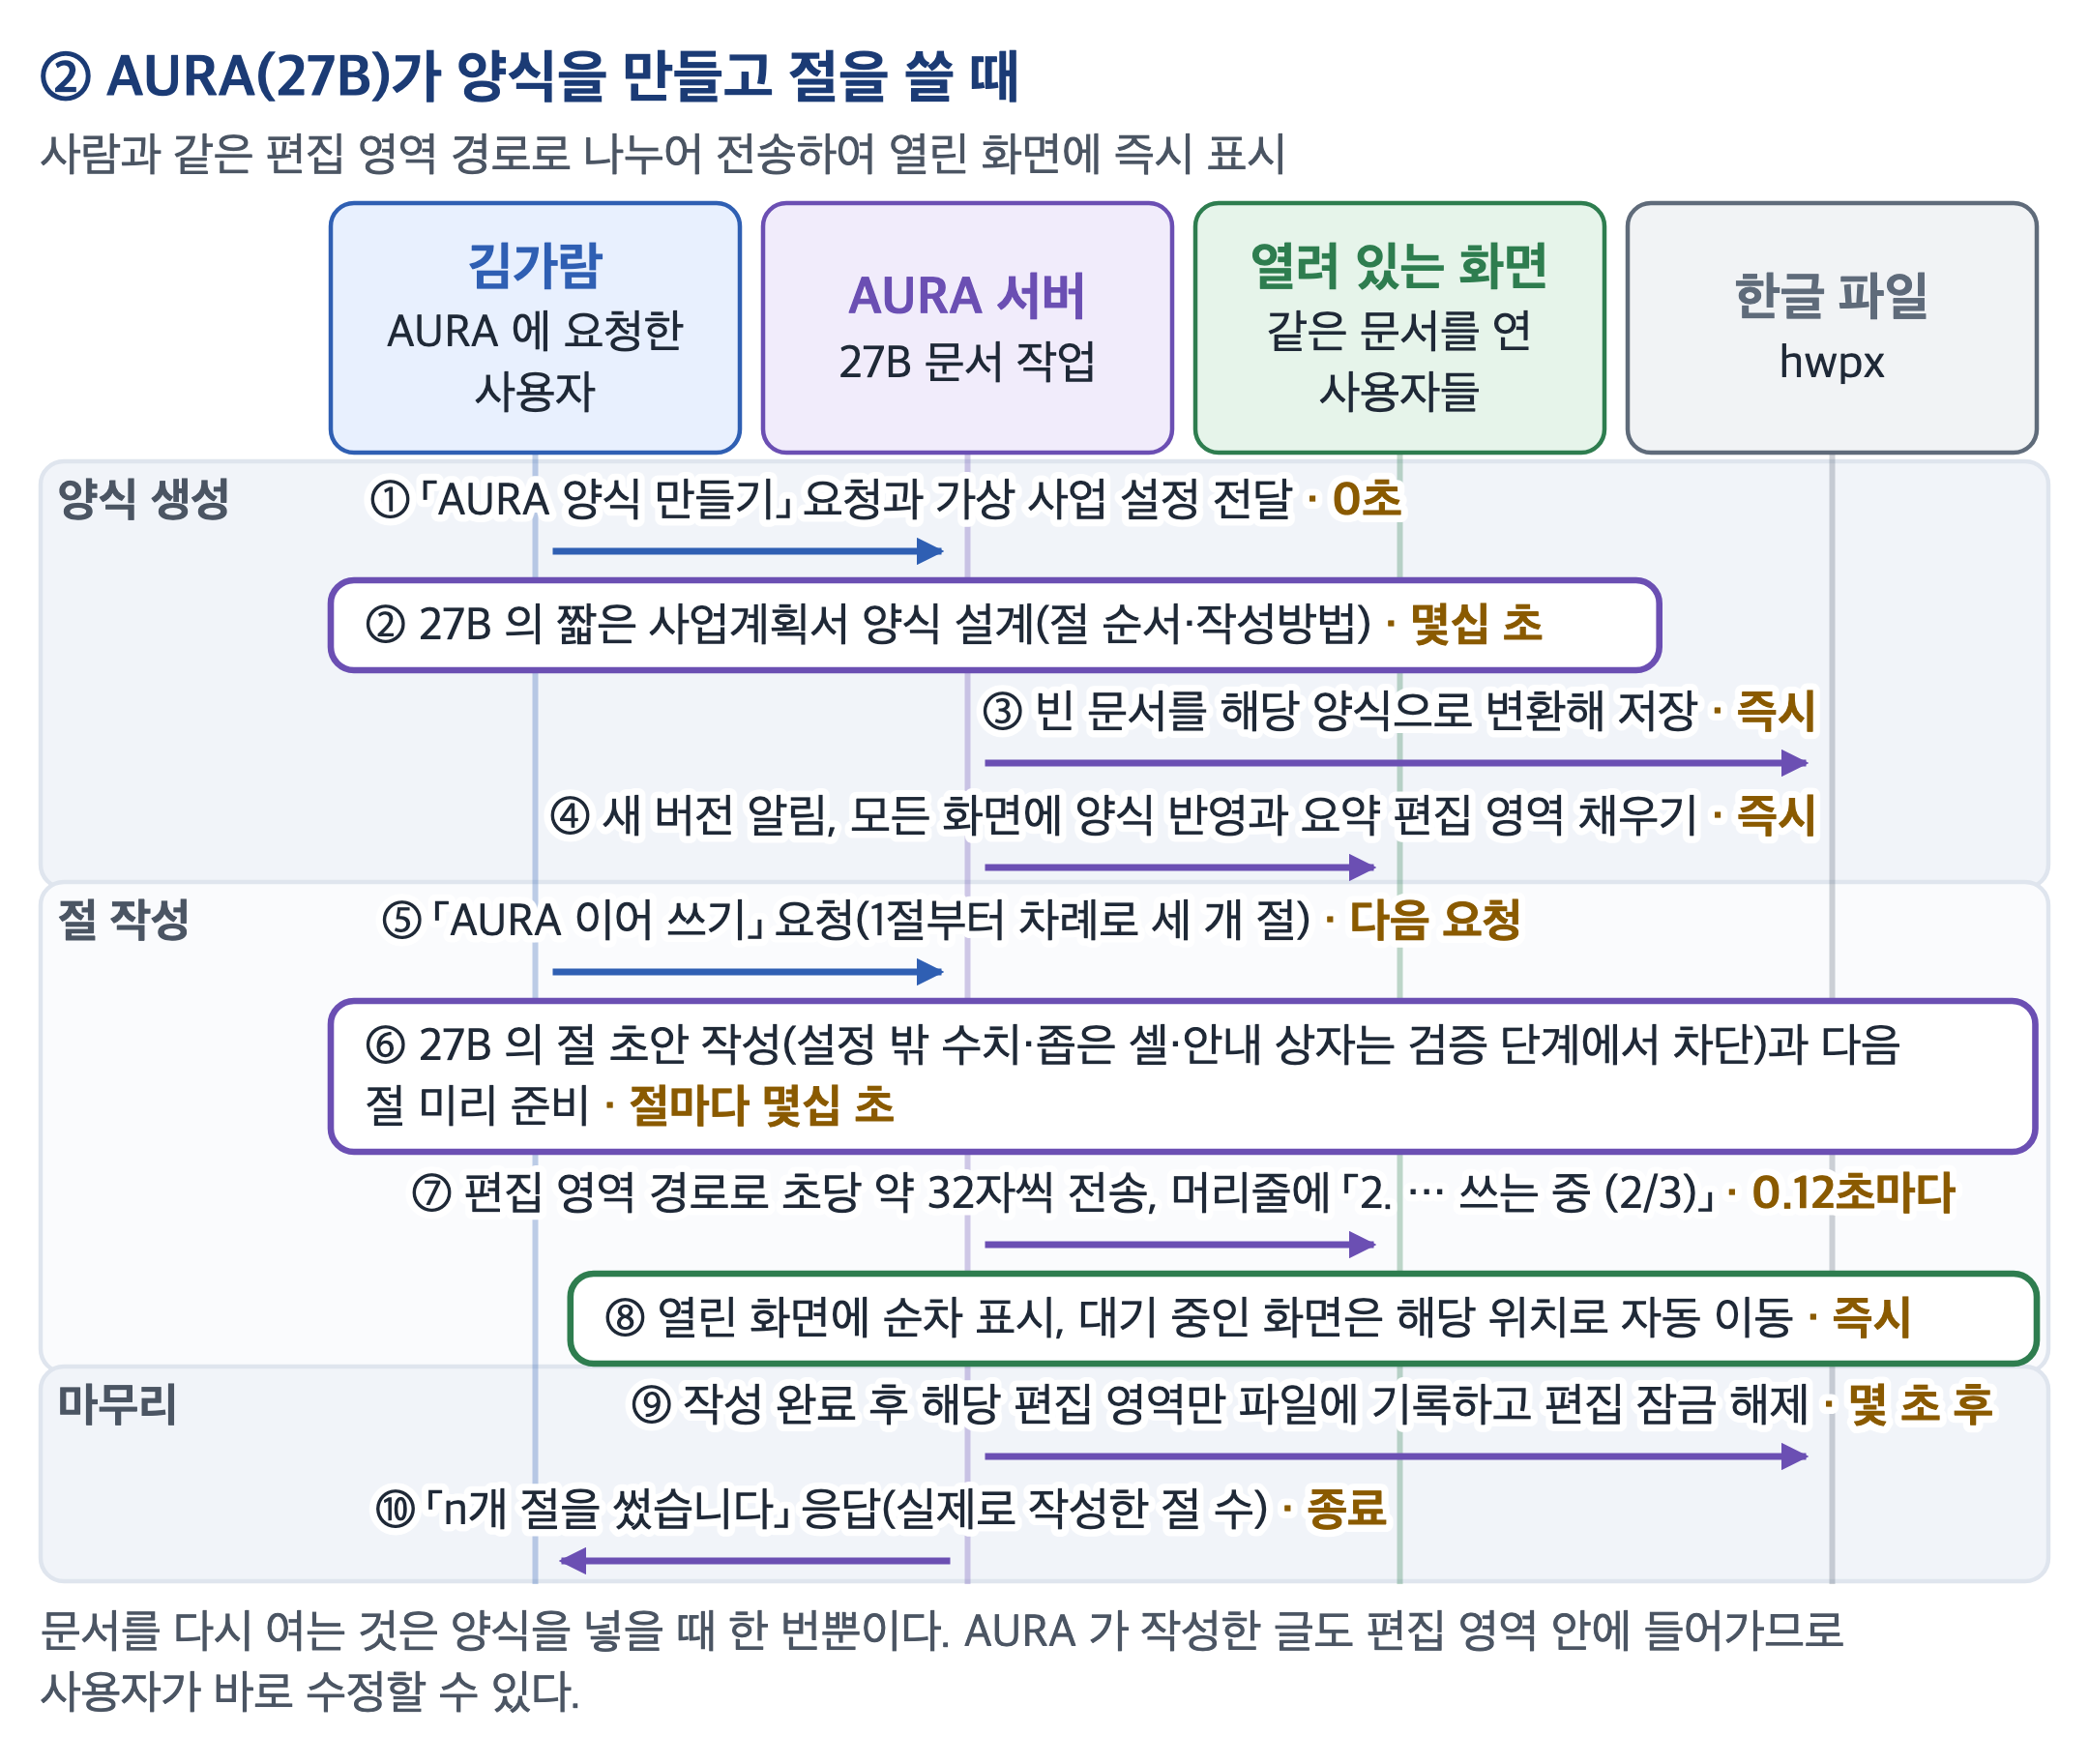 ② AURA(27B)가 양식을 만들고 절을 쓸 때
사람과 같은 편집 영역 경로로 나누어 전송하여 열린 화면에 즉시 표시
김가람
AURA 에 요청한
사용자
AURA 서버
27B 문서 작업
열려 있는 화면
같은 문서를 연
사용자들
한글 파일
hwpx
양식 생성
①「AURA 양식 만들기」요청과 가상 사업 설정 전달 · 0초
② 27B 의 짧은 사업계획서 양식 설계(절 순서·작성방법) · 몇십 초
③ 빈 문서를 해당 양식으로 변환해 저장 · 즉시
④ 새 버전 알림, 모든 화면에 양식 반영과 요약 편집 영역 채우기 · 즉시
절 작성
⑤「AURA 이어 쓰기」요청(1절부터 차례로 세 개 절) · 다음 요청
⑥ 27B 의 절 초안 작성(설정 밖 수치·좁은 셀·안내 상자는 검증 단계에서 차단)과 다음
절 미리 준비 · 절마다 몇십 초
⑦ 편집 영역 경로로 초당 약 32자씩 전송, 머리줄에「2. … 쓰는 중 (2/3)」· 0.12초마다
⑧ 열린 화면에 순차 표시, 대기 중인 화면은 해당 위치로 자동 이동 · 즉시
마무리
⑨ 작성 완료 후 해당 편집 영역만 파일에 기록하고 편집 잠금 해제 · 몇 초 후
⑩「n개 절을 썼습니다」응답(실제로 작성한 절 수) · 종료
문서를 다시 여는 것은 양식을 넣을 때 한 번뿐이다. AURA 가 작성한 글도 편집 영역 안에 들어가므로
사용자가 바로 수정할 수 있다.